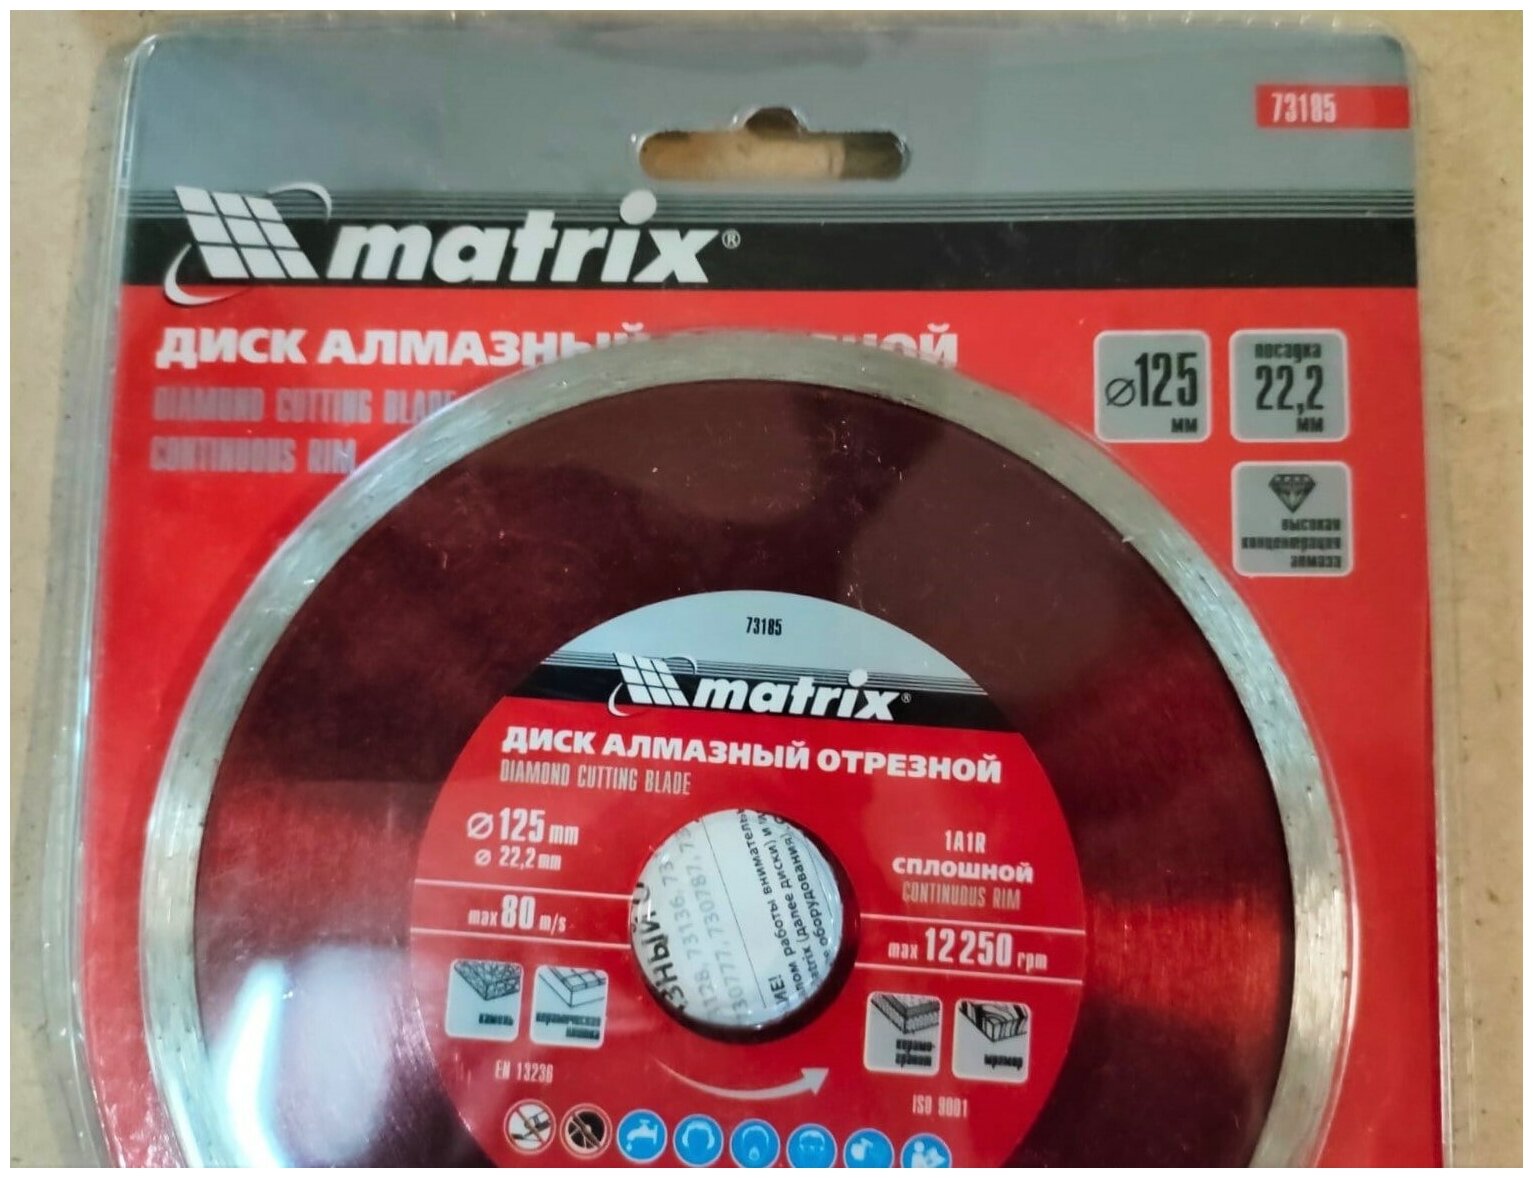 73185
matrix®
ДИСК АЛМАЗНЫЙ
DIAMOND CUTTING BLADE
CONTINUOUS RIM
⌀125
мм
посадка
22,2
мм
высокая
концентрация
алмаза
73185
matrix®
ДИСК АЛМАЗНЫЙ ОТРЕЗНОЙ
DIAMOND CUTTING BLADE
⌀ 125 mm
⌀ 22,2 mm
1A1R
СПЛОШНОЙ
CONTINUOUS RIM
max 80 m/s
max 12250 rpm
камень
керамическая
плитка
керамо-
гранит
мрамор
EN 13236
ISO 9001